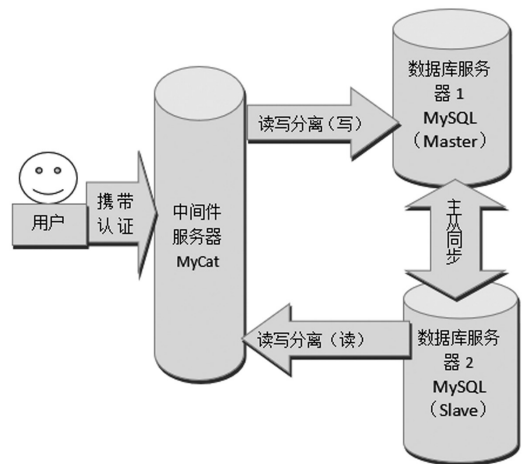 数据库服务
器1
MySQL
（Master）
读写分离（写）
用户
携带
认证
中间件
服务器
MyCat
主从同步
读写分离（读）
数据库服务
器2
MySQL
（Slave）